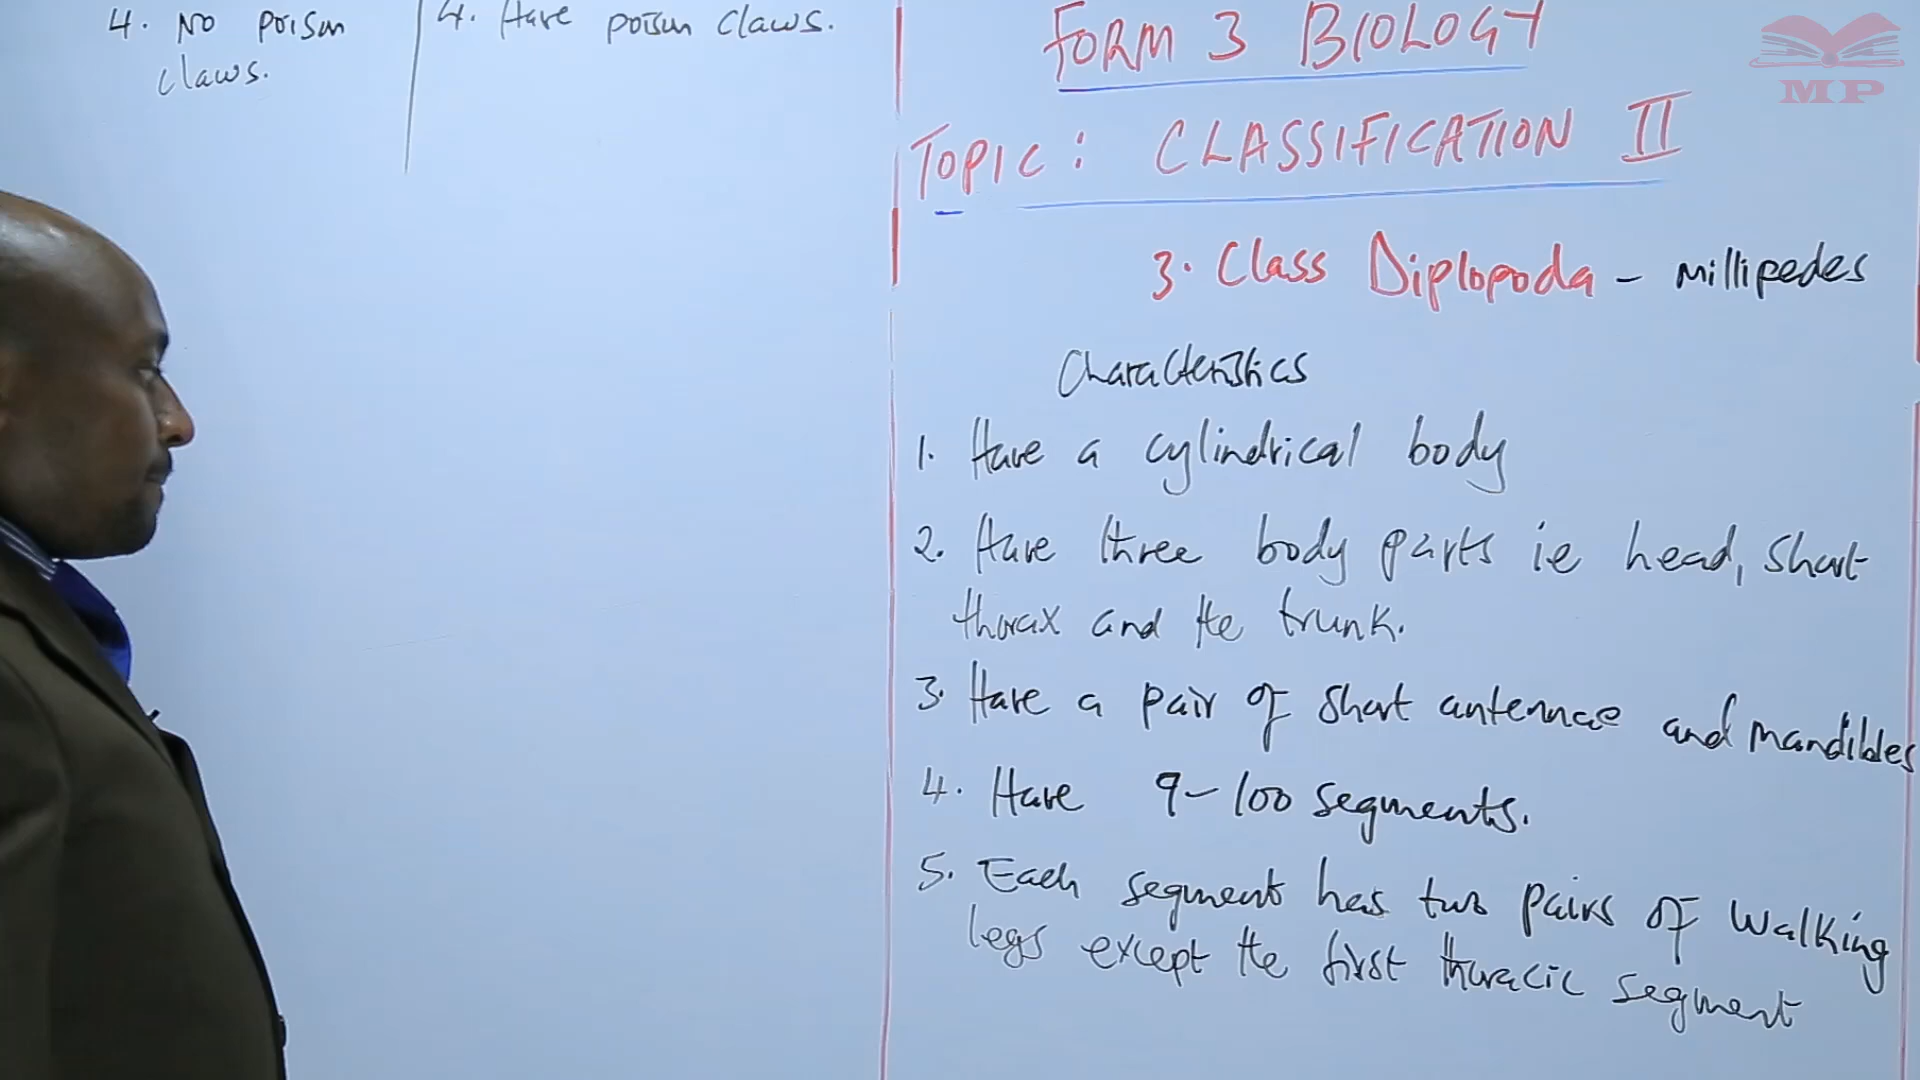 4. No poison
claws.
4. Have poison claws.
FORM 3 BIOLOGY
TOPIC: CLASSIFICATION II
3. Class Diplopoda - millipedes
Characteristics
1. Have a cylindrical body
2. Have three body parts ie head, short
thorax and the trunk.
3. Have a pair of short antennae and mandibles
4. Have 9-100 segments.
5. Each segment has two pairs of walking
legs except the first thoracic segment
MP